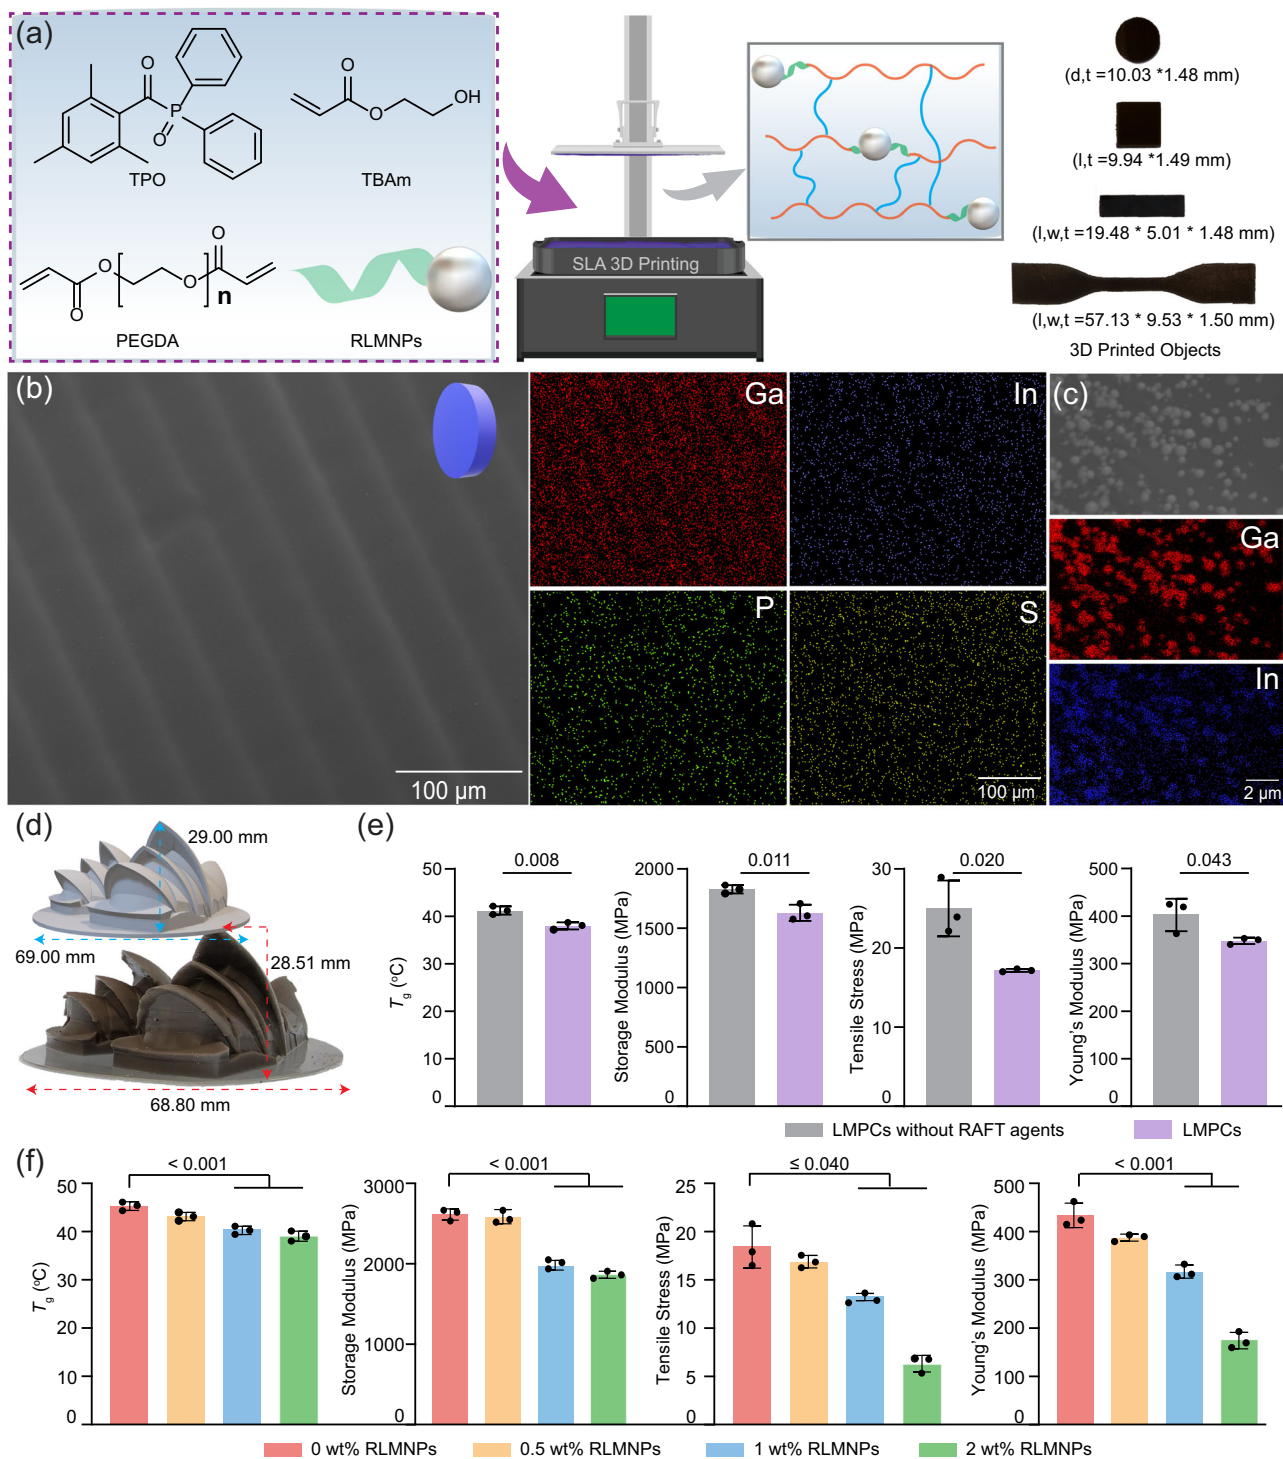 (a)
O
P
O
TPO
O
O
OH
TBAm
O
O
O
O
n
O
PEGDA
RLMNPs
SLA 3D Printing
(d,t =10.03 *1.48 mm)
(l,t =9.94 *1.49 mm)
(l,w,t =19.48 * 5.01 * 1.48 mm)
(l,w,t =57.13 * 9.53 * 1.50 mm)
3D Printed Objects
(b)
100 µm
Ga
In
P
S
100 µm
(c)
Ga
In
2 µm
(d)
29.00 mm
69.00 mm
28.51 mm
68.80 mm
(e)
Tg (°C)
50
40
30
40
10
0
0.008
Storage Modulus (MPa)
2000
1500
1000
500
0
0.011
Tensile Stress (MPa)
30
20
10
0
0.020
Young's Modulus (MPa)
500
400
300
400
100
0
0.043
LMPCs without RAFT agents
LMPCs
(f)
Tg (°C)
50
40
30
40
10
0
< 0.001
Storage Modulus (MPa)
3000
2000
1000
0
< 0.001
Tensile Stress (MPa)
25
20
15
10
5
0
≤ 0.040
Young's Modulus (MPa)
500
400
300
200
100
0
< 0.001
0 wt% RLMNPs
0.5 wt% RLMNPs
1 wt% RLMNPs
2 wt% RLMNPs